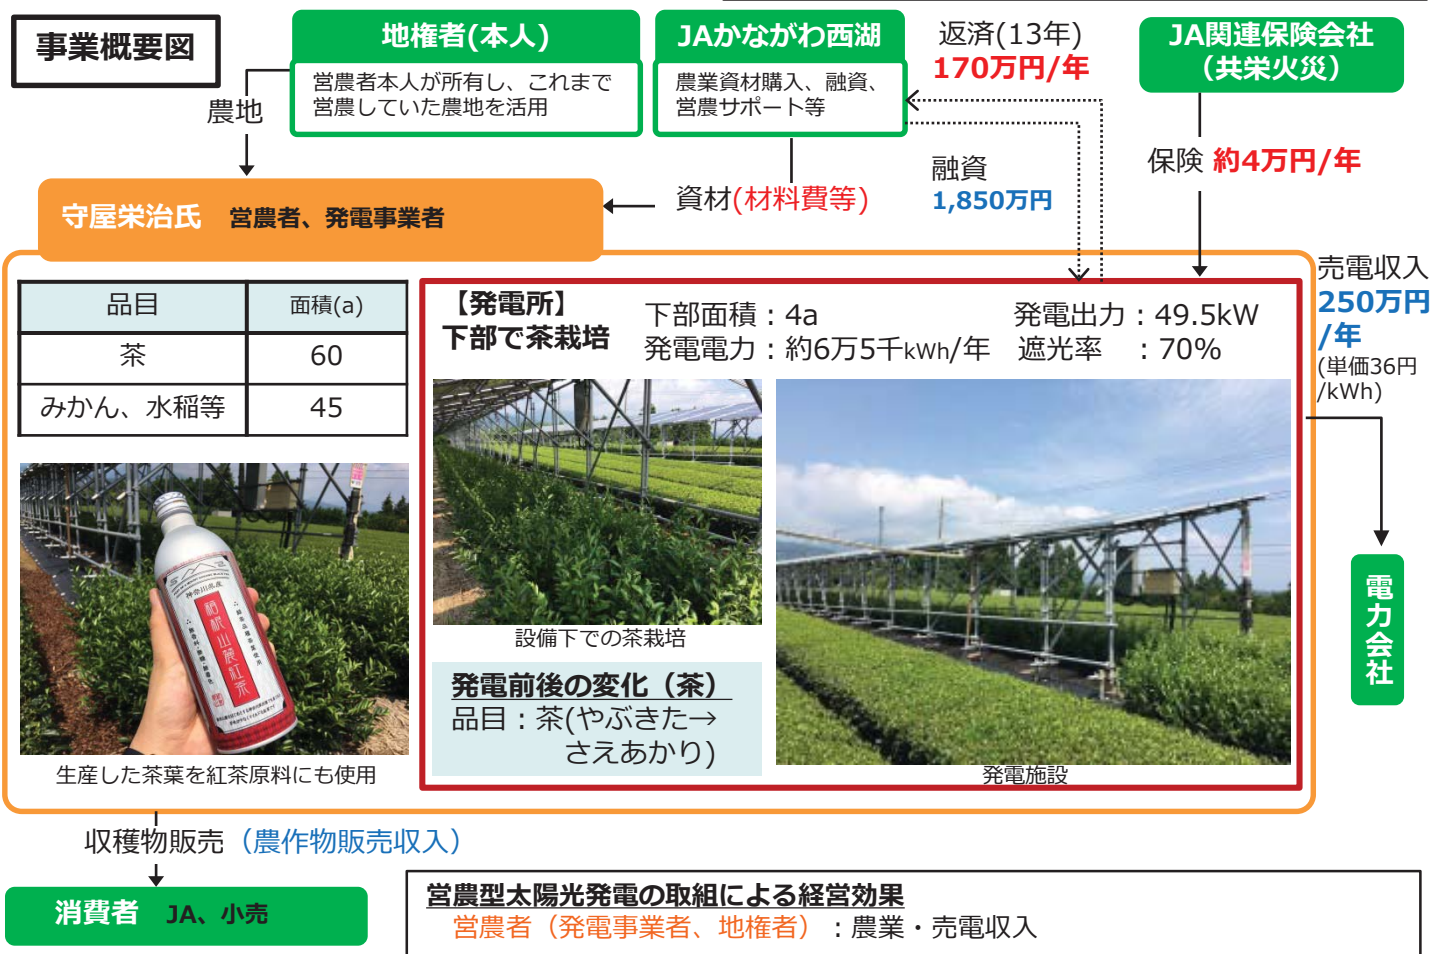 事業概要図
地権者(本人)
営農者本人が所有し、これまで
営農していた農地を活用
JAかながわ西湖
農業資材購入、融資、
営農サポート等
返済(13年)
170万円/年
JA関連保険会社
（共栄火災）
農地
融資
1,850万円
保険 約4万円/年
資材(材料費等)
守屋栄治氏 営農者、発電事業者
売電収入
250万円
/年
(単価36円
/kWh)
品目 面積(a)
茶 60
みかん、水稲等 45
【発電所】
下部で茶栽培
下部面積：4a 発電出力：49.5kW
発電電力：約6万5千kWh/年 遮光率 ：70%
神奈川県産
箱根山麓紅茶
設備下での茶栽培
発電前後の変化（茶）
品目：茶(やぶきた→
さえあかり)
生産した茶葉を紅茶原料にも使用
発電施設
電力会社
収穫物販売（農作物販売収入）
消費者 JA、小売
営農型太陽光発電の取組による経営効果
営農者（発電事業者、地権者）：農業・売電収入